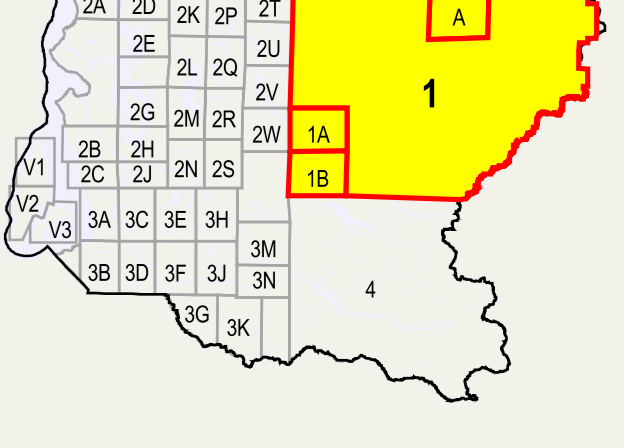 2A 2D 2K 2P 2T A
2E 2U
2L 2Q 2V 1
2G 2M 2R
2W 1A
2B 2H
V1 2C 2J 2N 2S 1B
V2 V3 3A 3C 3E 3H
3M
3B 3D 3F 3J 3N 4
3G 3K